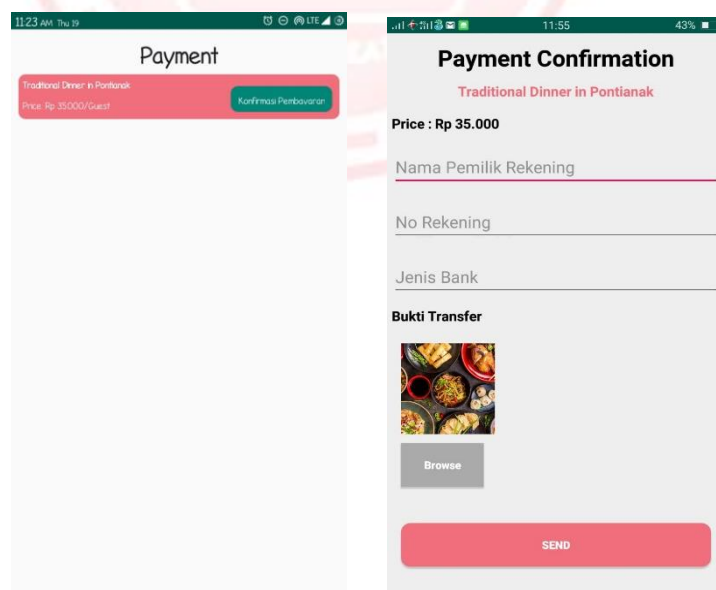 11:23 AM Thu 19
LTE
Payment
Traditional Dinner in Pontianak
Price: Rp 35000/Guest
Konfirmasi Pembayaran
11:55
43%
Payment Confirmation
Traditional Dinner in Pontianak
Price : Rp 35.000
Nama Pemilik Rekening
No Rekening
Jenis Bank
Bukti Transfer
Browse
SEND